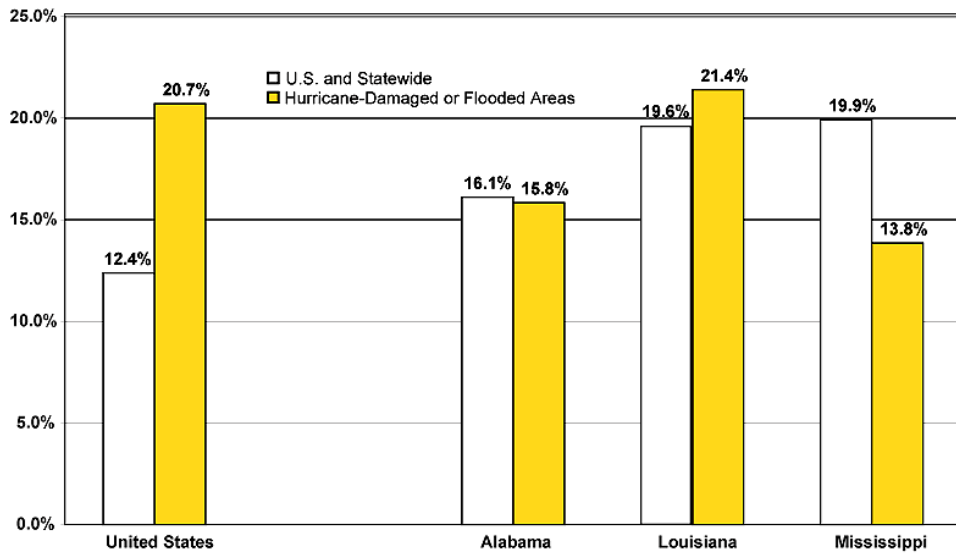 25.0%
20.0%
15.0%
10.0%
5.0%
0.0%
U.S. and Statewide
Hurricane-Damaged or Flooded Areas
12.4%
20.7%
16.1%
15.8%
19.6%
21.4%
19.9%
13.8%
United States
Alabama
Louisiana
Mississippi